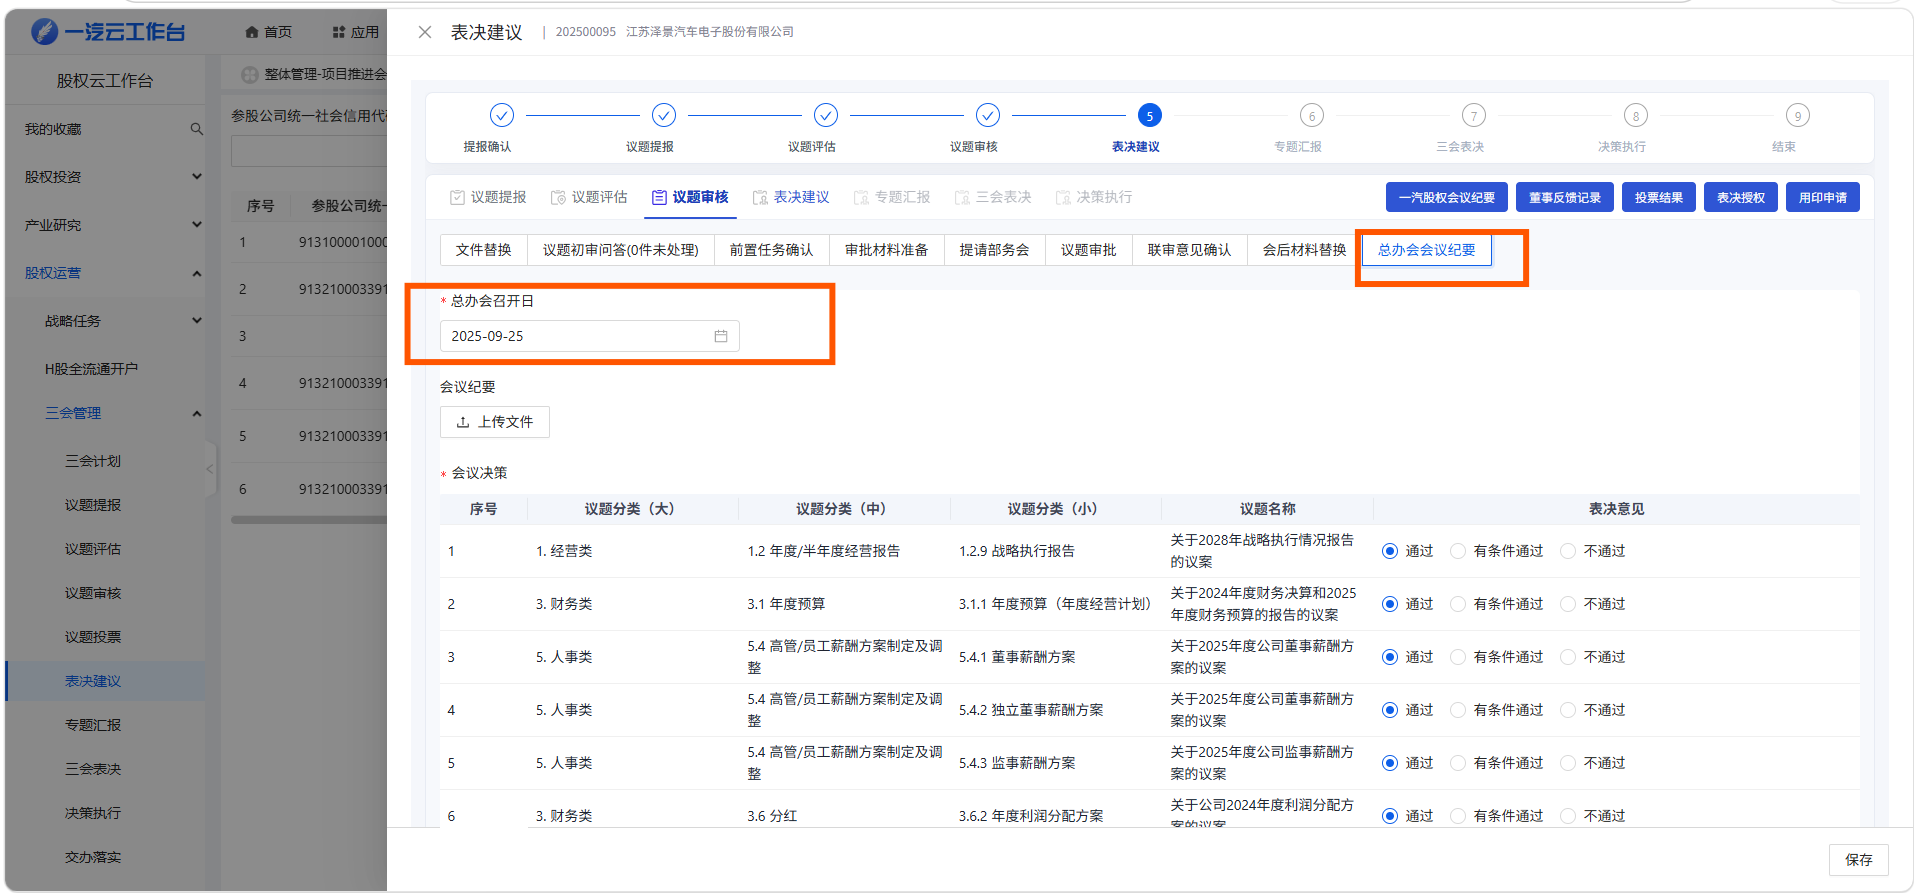 一汽云工作台
首页
应用
股权云工作台
我的收藏
股权投资
产业研究
股权运营
战略任务
H股全流通开户
三会管理
三会计划
议题提报
议题评估
议题审核
议题投票
表决建议
专题汇报
三会表决
决策执行
交办落实
整体管理-项目推进会
参股公司统一社会信用代
序号 参股公司统一
1 91310000100
2 91321000339
3
4 91321000339
5 91321000339
6 91321000339
表决建议 | 202500095 江苏泽景汽车电子股份有限公司
5 6 7 8 9
提报确认 议题提报 议题评估 议题审核 表决建议 专题汇报 三会表决 决策执行 结束
议题提报 议题评估 议题审核 表决建议 专题汇报 三会表决 决策执行 一汽股权会议纪要 董事反馈记录 投票结果 表决授权 用印申请
文件替换 议题初审问答(0件未处理) 前置任务确认 审批材料准备 提请部务会 议题审批 联审意见确认 会后材料替换 总办会会议纪要
* 总办会召开日
2025-09-25
会议纪要
上传文件
* 会议决策
序号 议题分类（大） 议题分类（中） 议题分类（小） 议题名称 表决意见
1 1. 经营类 1.2 年度/半年度经营报告 1.2.9 战略执行报告 关于2028年战略执行情况报告
的议案 通过 有条件通过 不通过
2 3. 财务类 3.1 年度预算 3.1.1 年度预算（年度经营计划） 关于2024年度财务决算和2025
年度财务预算的报告的议案 通过 有条件通过 不通过
3 5. 人事类 5.4 高管/员工薪酬方案制定及调
整 5.4.1 董事薪酬方案 关于2025年度公司董事薪酬方
案的议案 通过 有条件通过 不通过
4 5. 人事类 5.4 高管/员工薪酬方案制定及调
整 5.4.2 独立董事薪酬方案 关于2025年度公司董事薪酬方
案的议案 通过 有条件通过 不通过
5 5. 人事类 5.4 高管/员工薪酬方案制定及调
整 5.4.3 监事薪酬方案 关于2025年度公司监事薪酬方
案的议案 通过 有条件通过 不通过
6 3. 财务类 3.6 分红 3.6.2 年度利润分配方案 关于公司2024年度利润分配方
案的议案 通过 有条件通过 不通过
保存